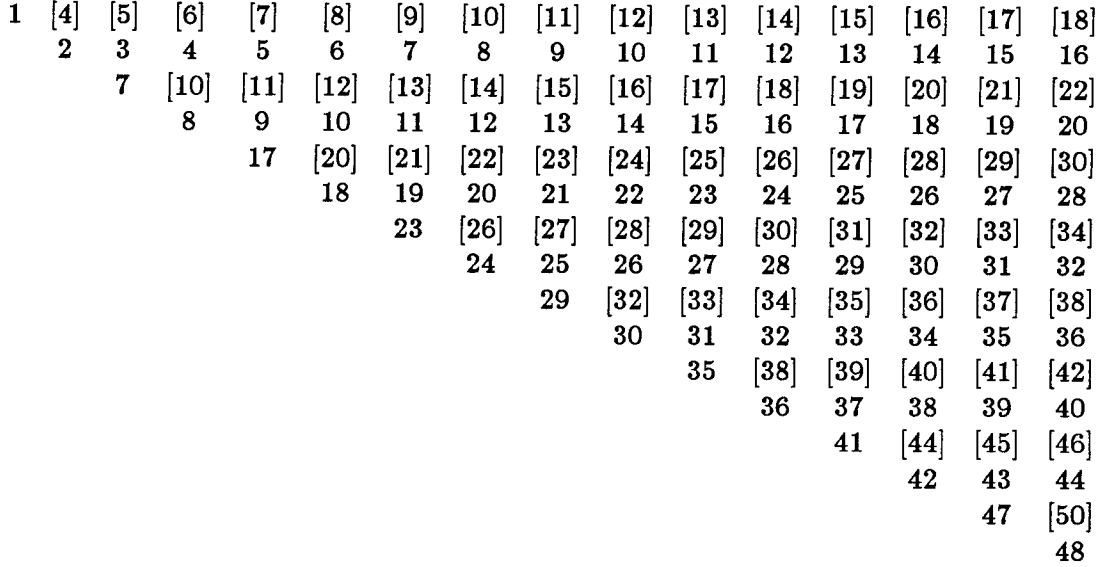 1 [4] [5] [6] [7] [8] [9] [10] [11] [12] [13] [14] [15] [16] [17] [18]
2 3 4 5 6 7 8 9 10 11 12 13 14 15 16
7 [10] [11] [12] [13] [14] [15] [16] [17] [18] [19] [20] [21] [22]
8 9 10 11 12 13 14 15 16 17 18 19 20
17 [20] [21] [22] [23] [24] [25] [26] [27] [28] [29] [30]
18 19 20 21 22 23 24 25 26 27 28
23 [26] [27] [28] [29] [30] [31] [32] [33] [34]
24 25 26 27 28 29 30 31 32
29 [32] [33] [34] [35] [36] [37] [38]
30 31 32 33 34 35 36
35 [38] [39] [40] [41] [42]
36 37 38 39 40
41 [44] [45] [46]
42 43 44
47 [50]
48